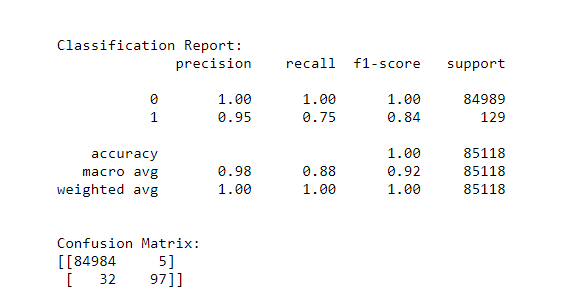 Classification Report:
precision recall f1-score support
0 1.00 1.00 1.00 84989
1 0.95 0.75 0.84 129
accuracy 1.00 85118
macro avg 0.98 0.88 0.92 85118
weighted avg 1.00 1.00 1.00 85118
Confusion Matrix:
[[84984 5]
[ 32 97]]